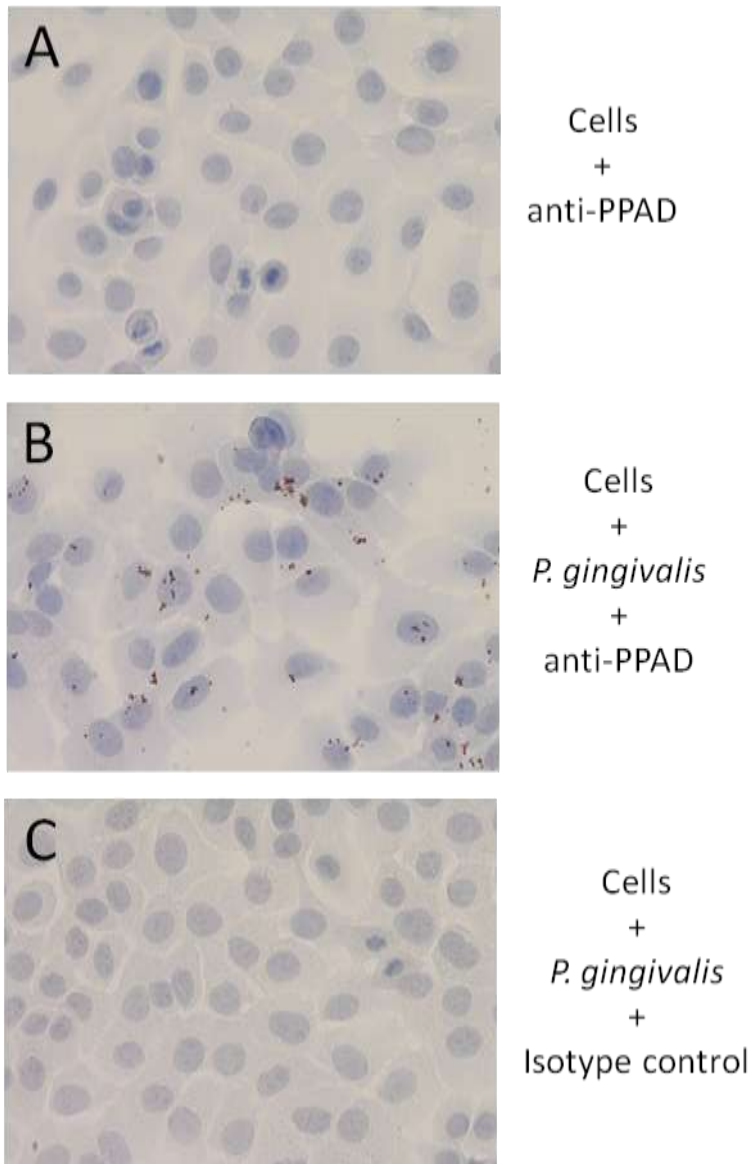 A
Cells
+
anti-PPAD
B
Cells
+
P. gingivalis
+
anti-PPAD
C
Cells
+
P. gingivalis
+
Isotype control